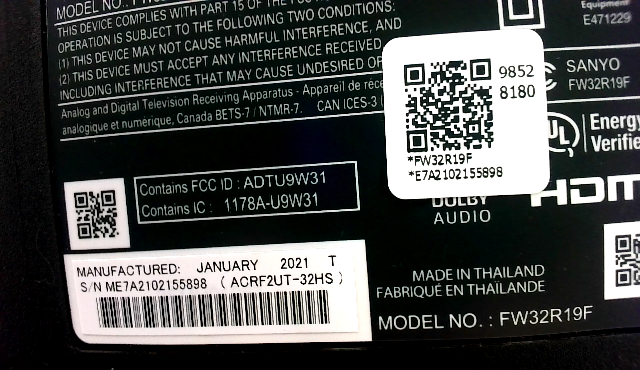 MODEL NO. :
THIS DEVICE COMPLIES WITH PART 15 OF THE
OPERATION IS SUBJECT TO THE FOLLOWING TWO CONDITIONS:
(1) THIS DEVICE MAY NOT CAUSE HARMFUL INTERFERENCE, AND
(2) THIS DEVICE MUST ACCEPT ANY INTERFERENCE RECEIVED,
INCLUDING INTERFERENCE THAT MAY CAUSE UNDESIRED
Analog and Digital Television Receiving Apparatus - Appareil de
analogique et numérique, Canada BETS-7 / NTMR-7. CAN ICES-3
Equipment
E471229
9852
8180
*FW32R19F
*E7A2102155898
SANYO
FW32R19F
UL
Energy
HDM
DOLBY
AUDIO
Contains FCC ID : ADTU9W31
Contains IC : 1178A-U9W31
MANUFACTURED: JANUARY 2021 T
S/N ME7A2102155898 ( ACRF2UT-32HS )
MADE IN THAILAND
FABRIQUÉ EN THAÏLANDE
MODEL NO. : FW32R19F